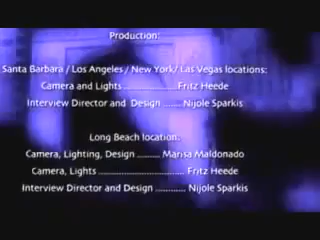 Production:
Santa Barbara / Los Angeles / New York/ Las Vegas locations:
Camera and Lights ...................... Fritz Heede
Interview Director and Design ....... Nijole Sparkis
Long Beach location:
Camera, Lighting, Design ......... Marisa Maldonado
Camera, Lights .................................... Fritz Heede
Interview Director and Design ............. Nijole Sparkis